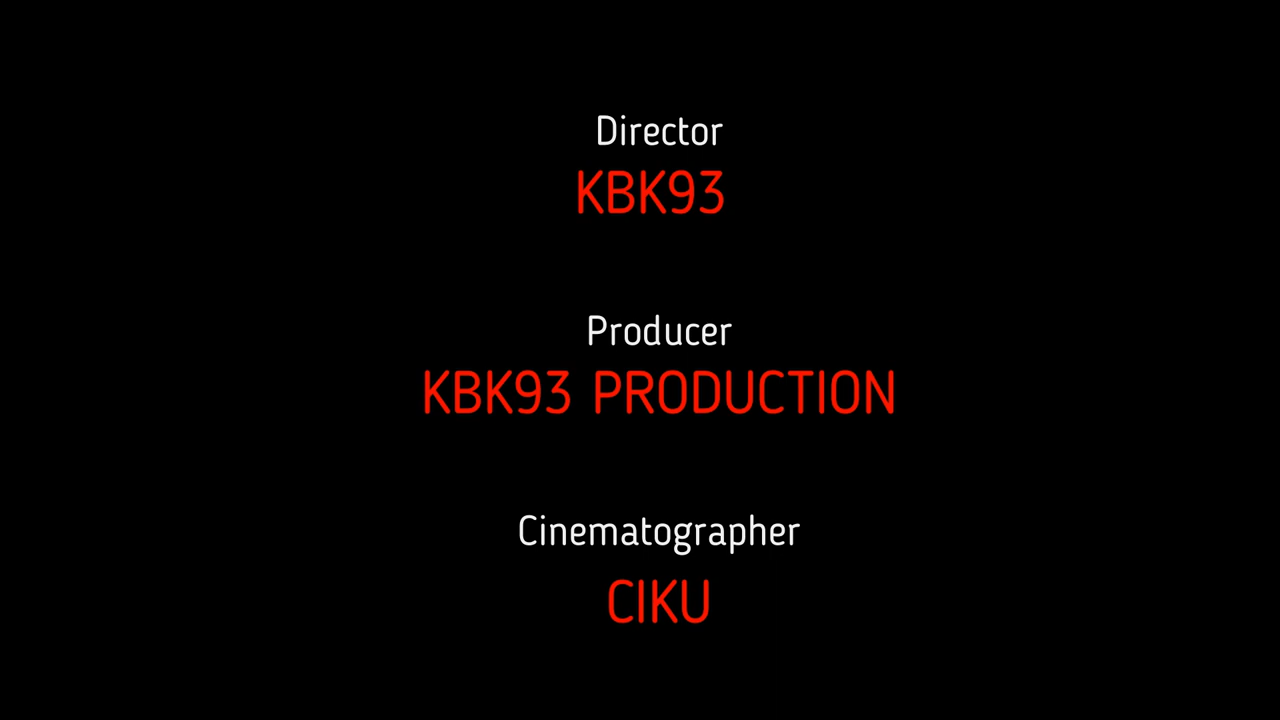 Director
KBK93
Producer
KBK93 PRODUCTION
Cinematographer
CIKU